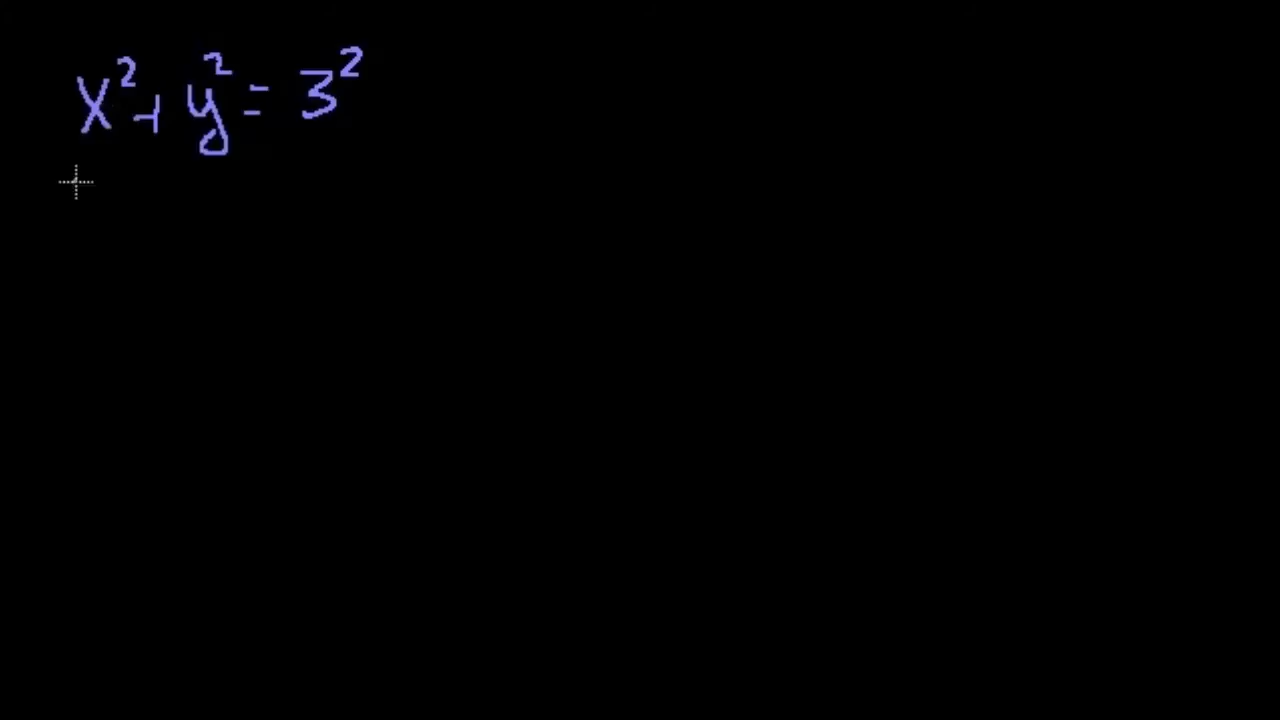 x² + y² = 3²